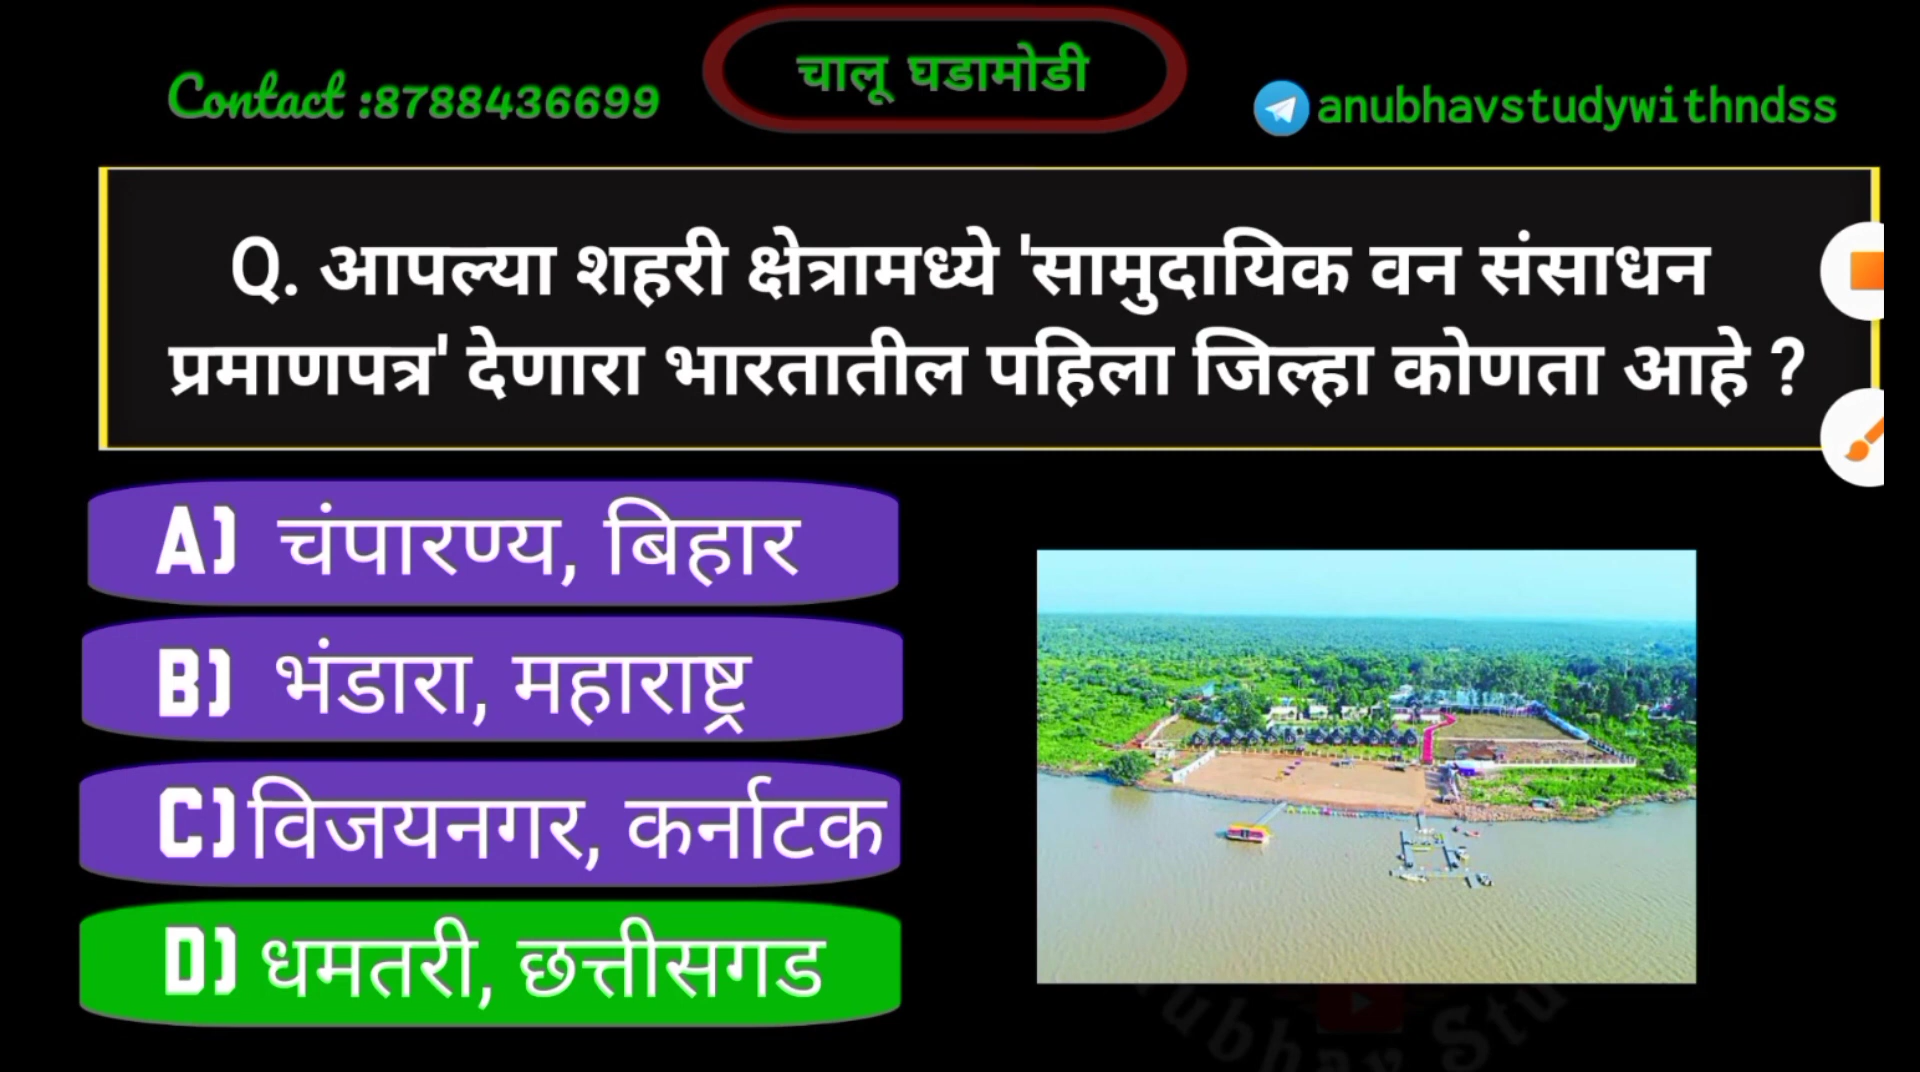 Contact :8788436699
चालू घडामोडी
anubhavstudywithndss
Q. आपल्या शहरी क्षेत्रामध्ये 'सामुदायिक वन संसाधन
प्रमाणपत्र' देणारा भारतातील पहिला जिल्हा कोणता आहे ?
A) चंपारण्य, बिहार
B) भंडारा, महाराष्ट्र
C) विजयनगर, कर्नाटक
D) धमतरी, छत्तीसगड